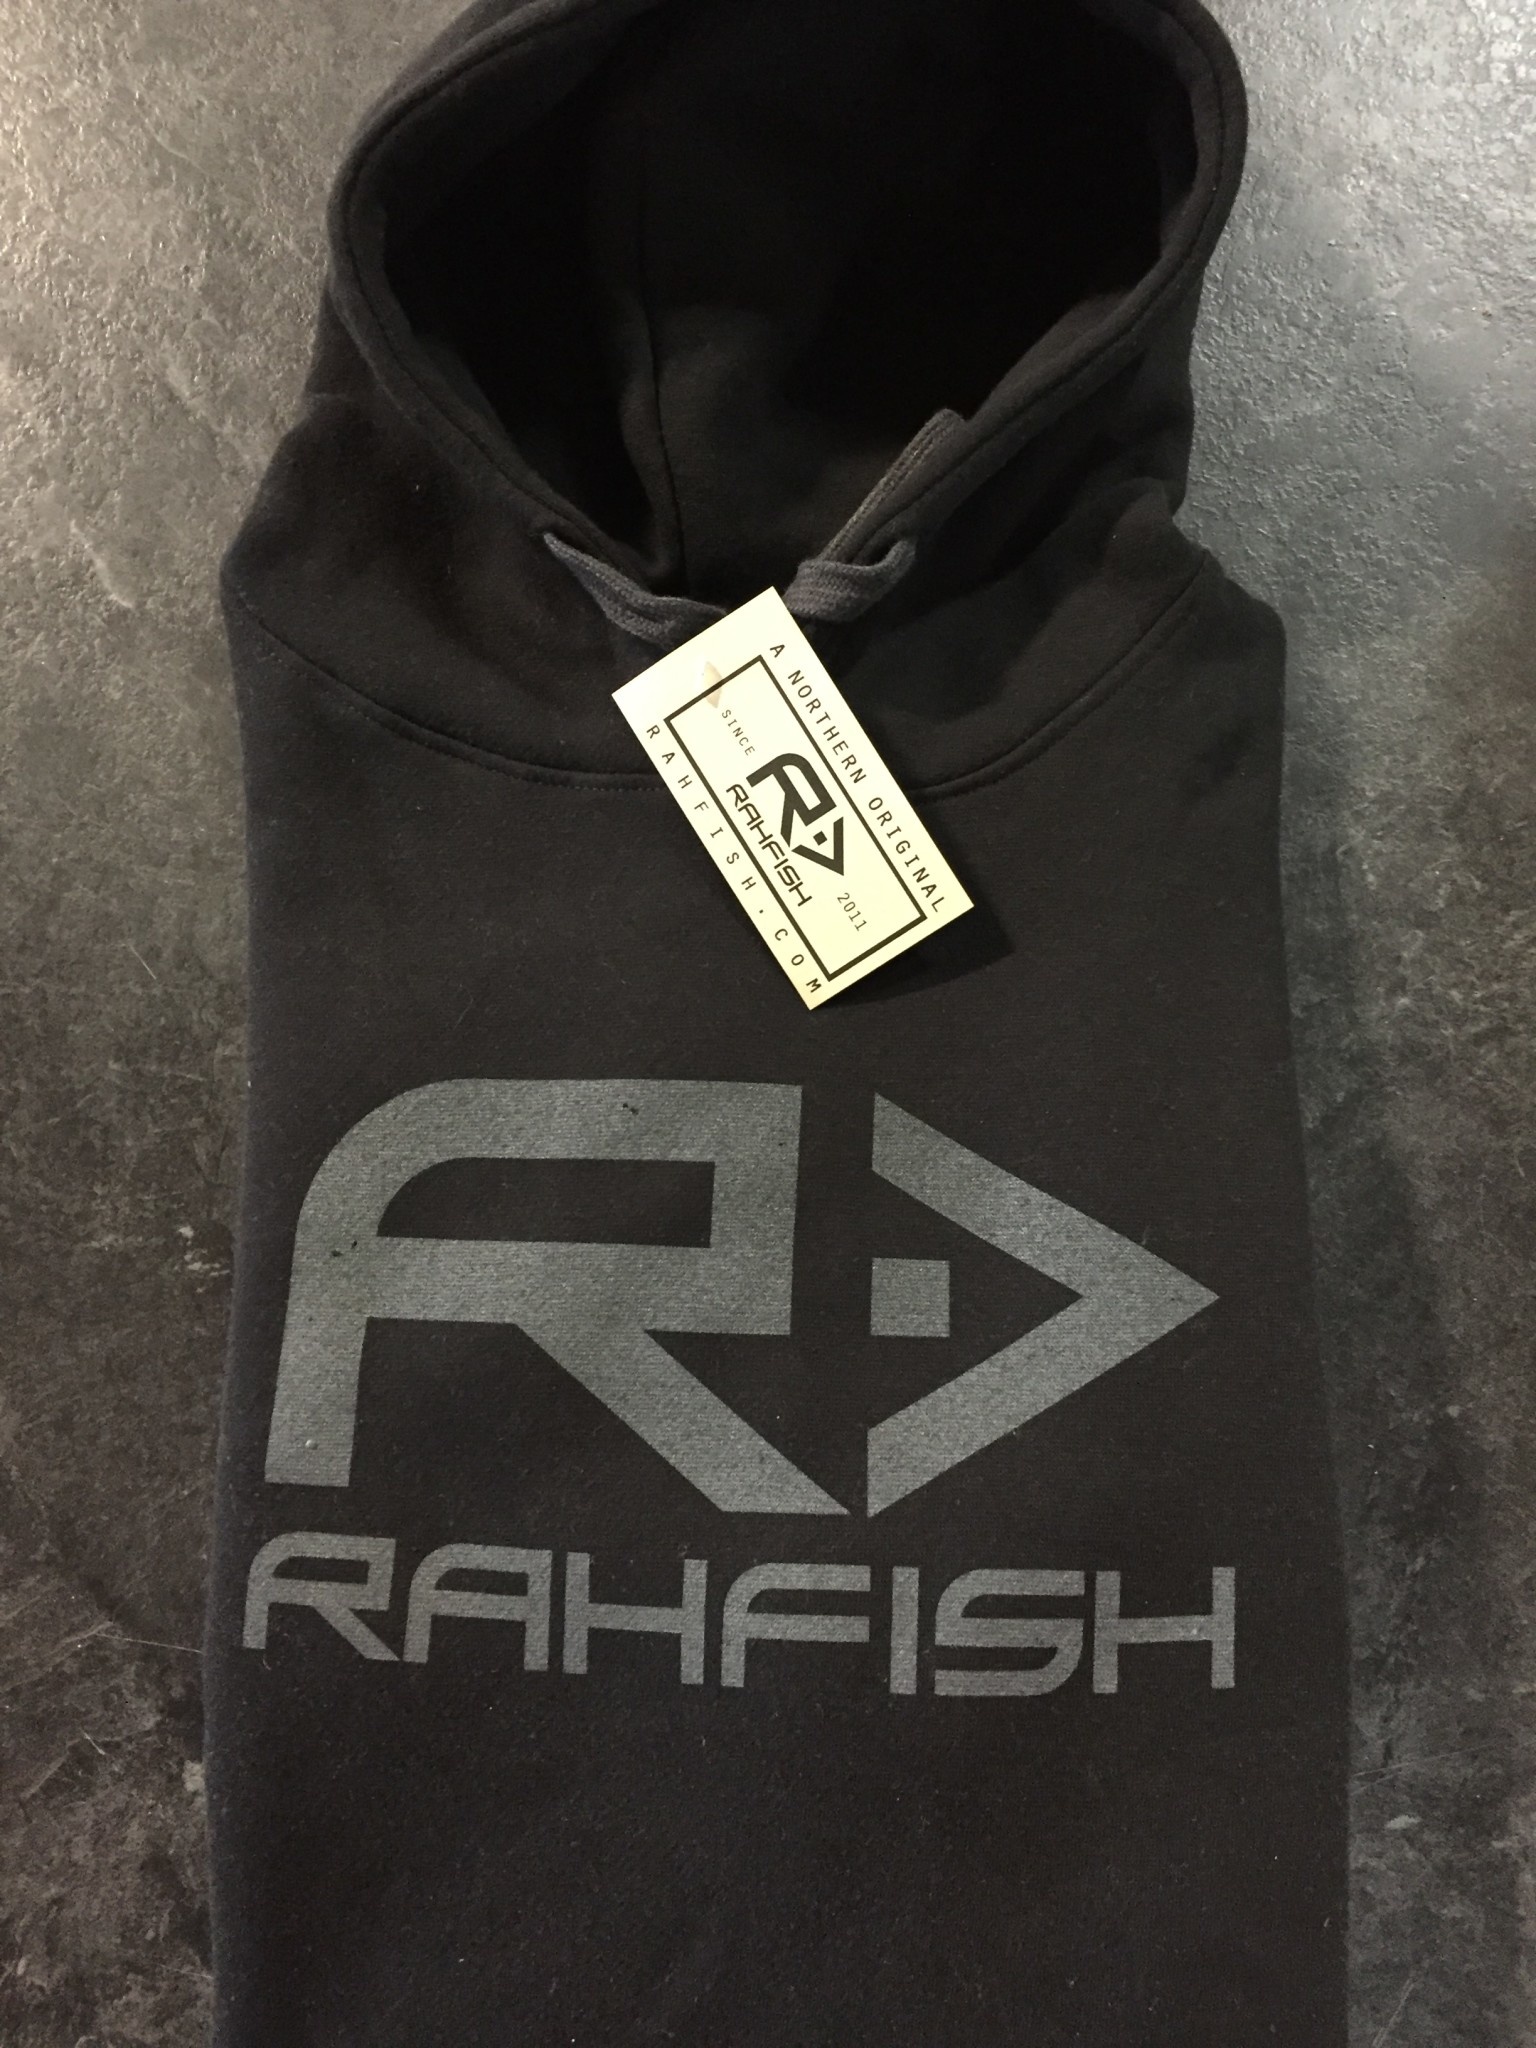 A NORTHERN ORIGINAL
SINCE
R
RAHFISH
2011
RAHFISH.COM
R
RAHFISH